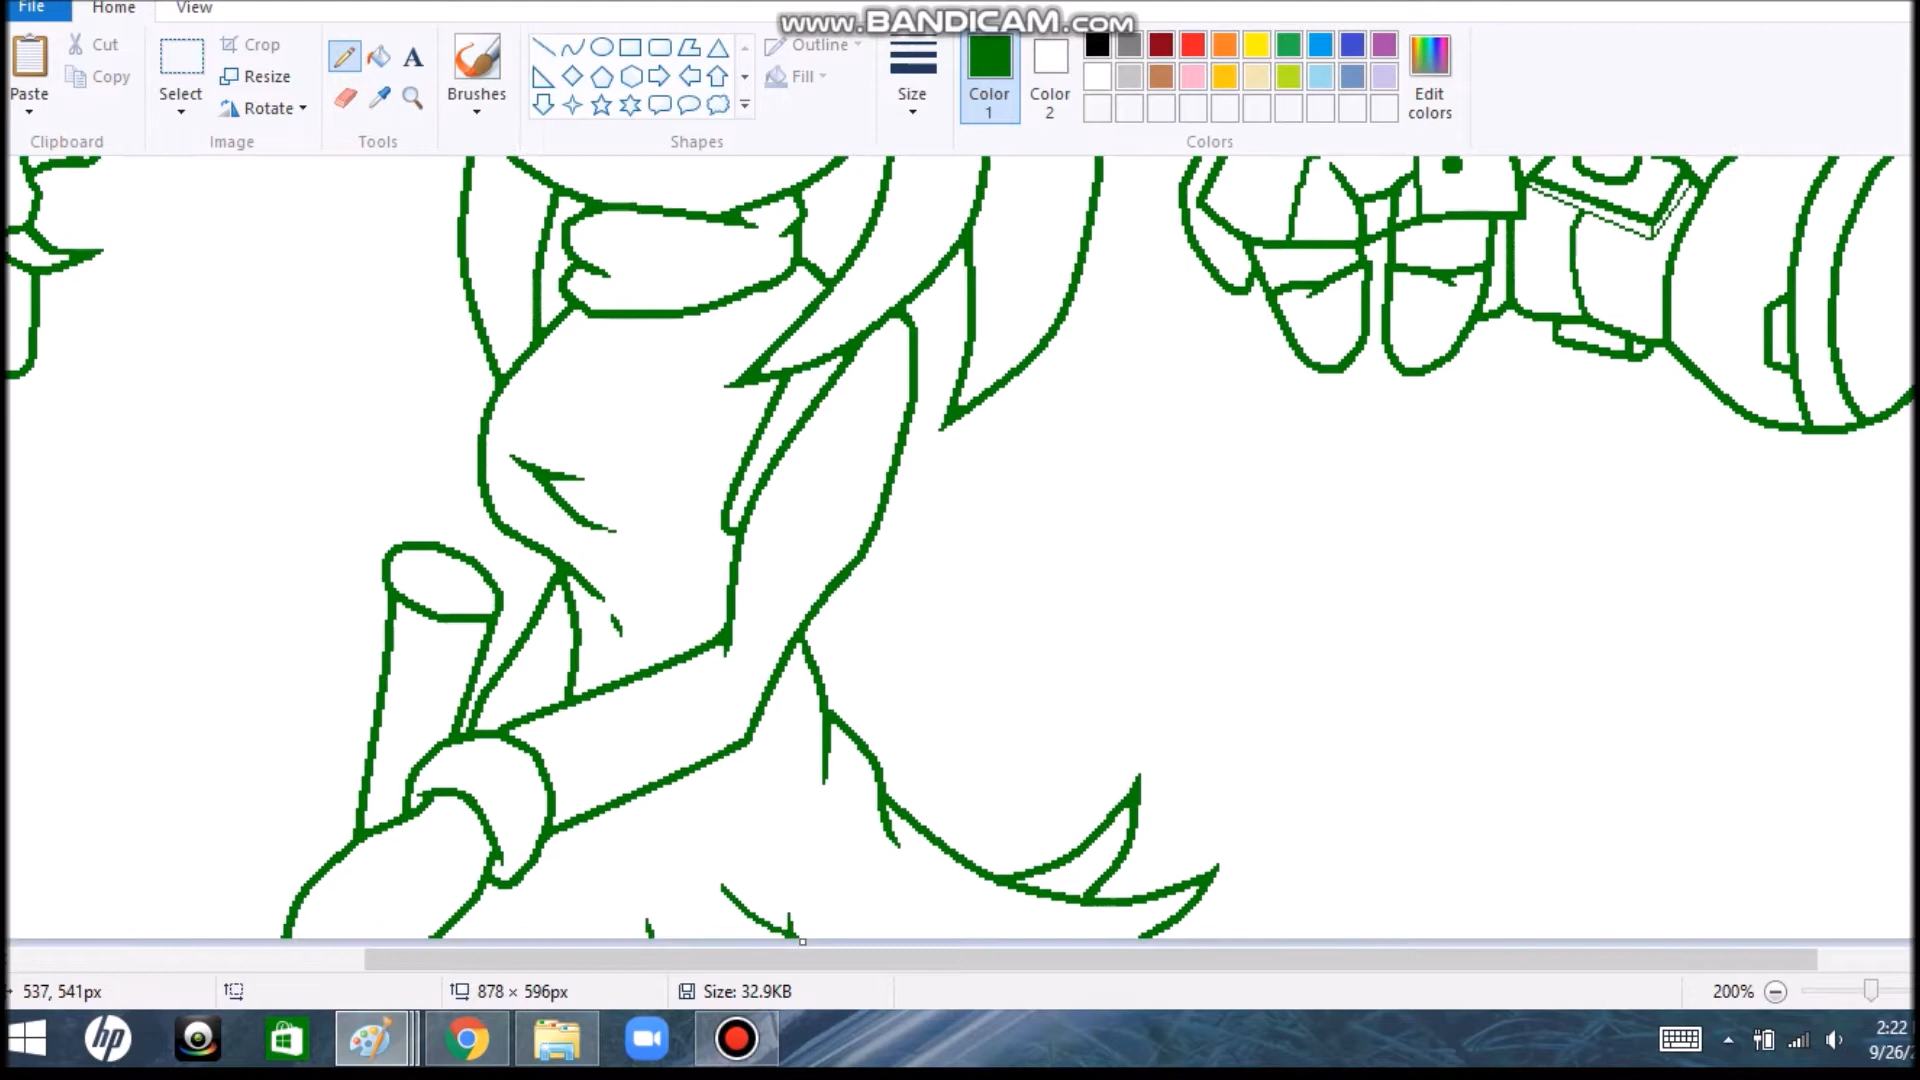 File Home View
www.BANDICAM.com
Cut
Copy
Paste
Clipboard
Select
Crop
Resize
Rotate
Image
A
Tools
Brushes
Shapes
Outline
Fill
Size
Color 1
Color 2
Edit colors
Colors
537, 541px
878 × 596px
Size: 32.9KB
200%
hp
2:22
9/26/2